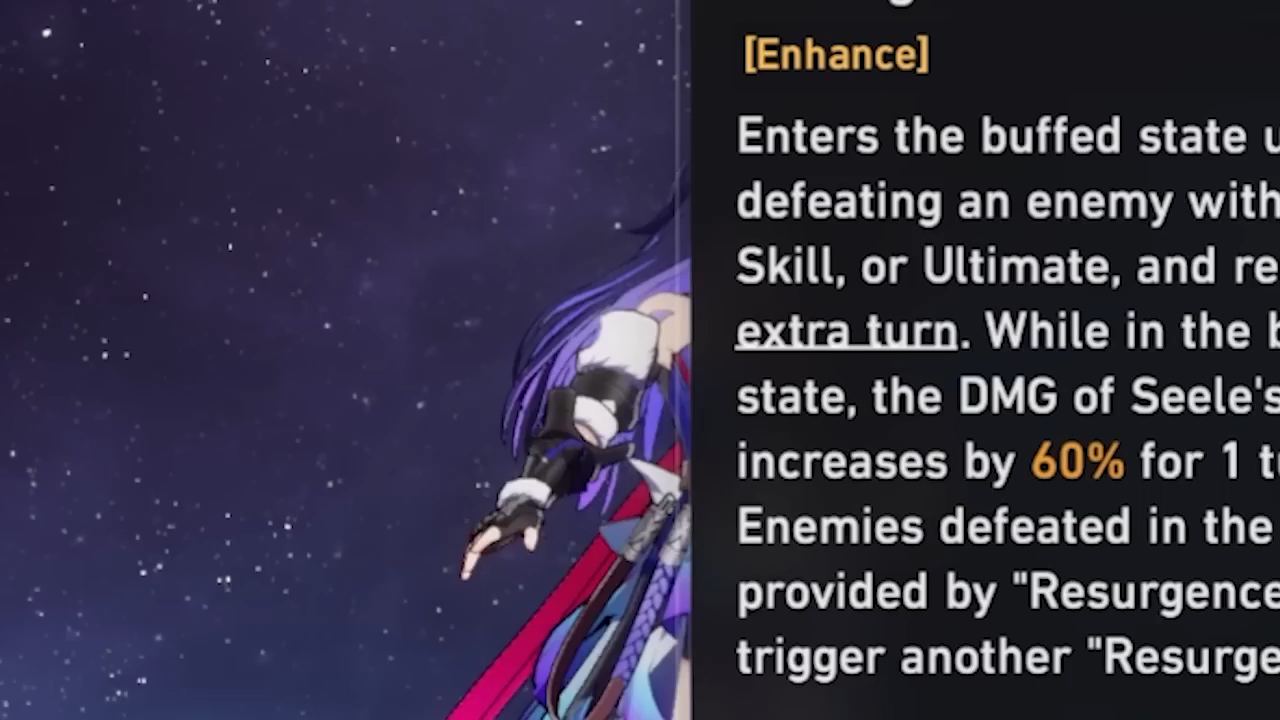 [Enhance]
Enters the buffed state u
defeating an enemy with
Skill, or Ultimate, and re
extra turn. While in the b
state, the DMG of Seele's
increases by 60% for 1 t
Enemies defeated in the
provided by "Resurgence
trigger another "Resurge